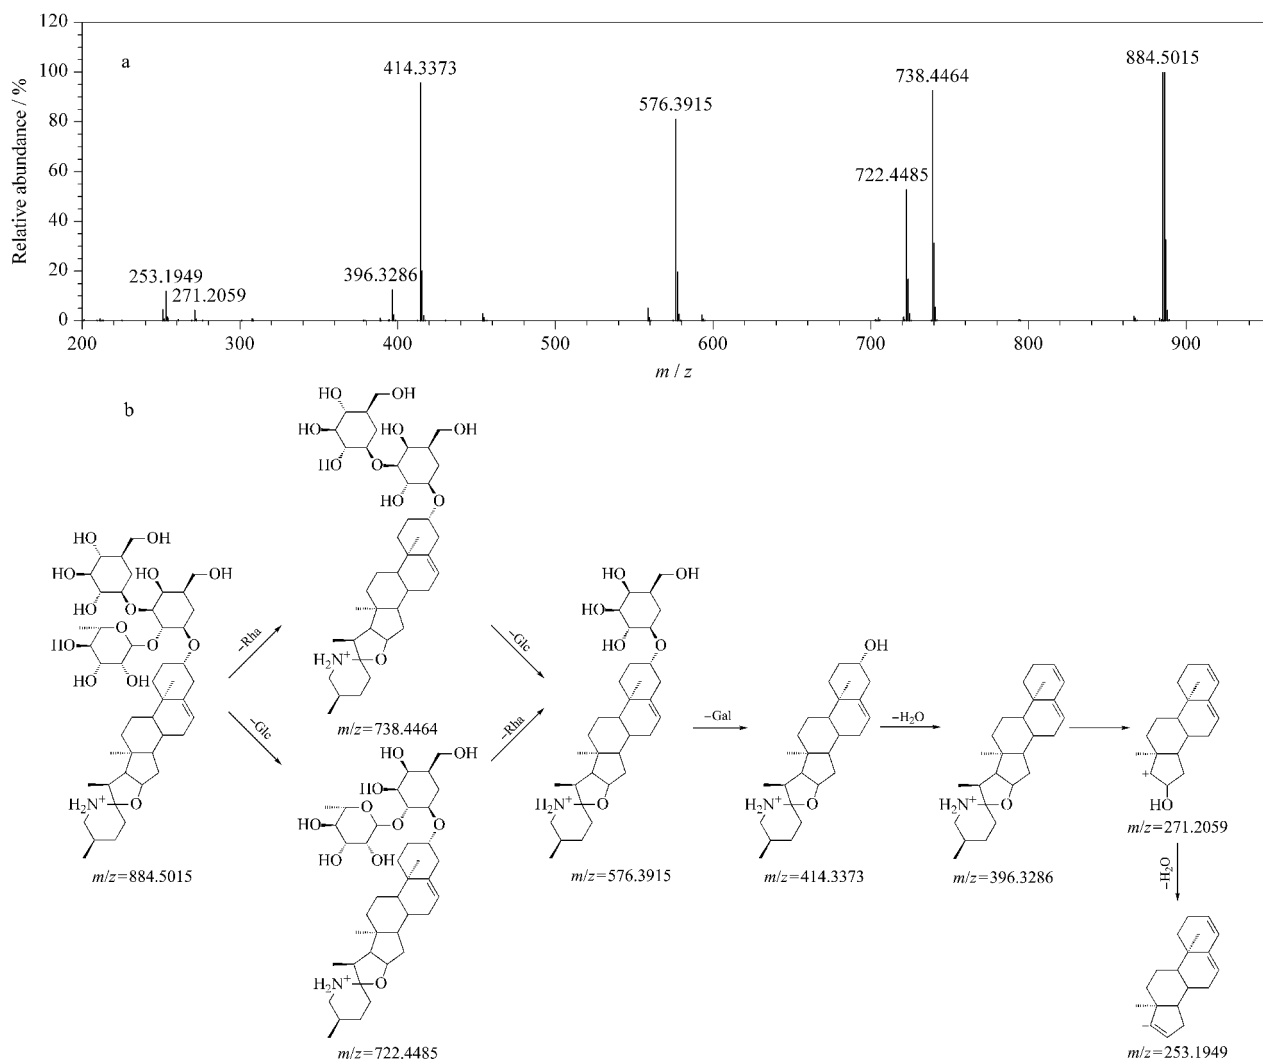 120
100
80
60
40
20
0
Relative abundance / %
a
253.1949
271.2059
396.3286
414.3373
576.3915
722.4485
738.4464
884.5015
200
300
400
500
600
700
800
900
m / z
b
HO
OH
HO
HO
OH
HO
O
HO
O
H2N+
O
m/z=738.4464
HO
OH
HO
HO
OH
HO
O
O
HO
O
O
HO
OH
H2N+
O
m/z=884.5015
–Rha
–Glc
HO
OH
HO
O
O
HO
O
HO
OH
H2N+
O
m/z=722.4485
–Glc
–Rha
HO
OH
HO
HO
O
H2N+
O
m/z=576.3915
–Gal
OH
H2N+
O
m/z=414.3373
–H2O
H2N+
O
m/z=396.3286
+
HO
m/z=271.2059
–H2O
m/z=253.1949